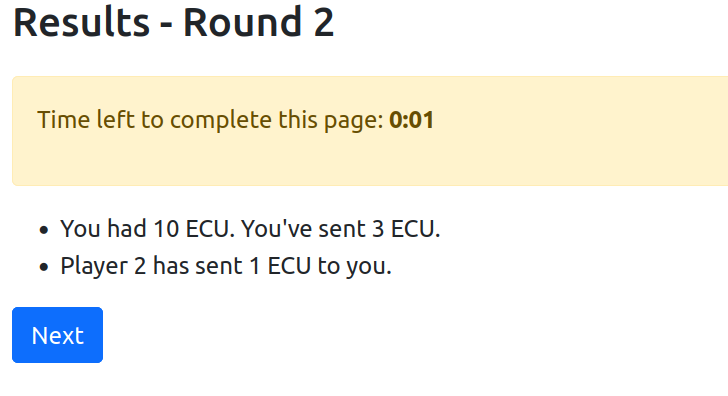 Results - Round 2
Time left to complete this page: 0:01
• You had 10 ECU. You've sent 3 ECU.
• Player 2 has sent 1 ECU to you.
Next